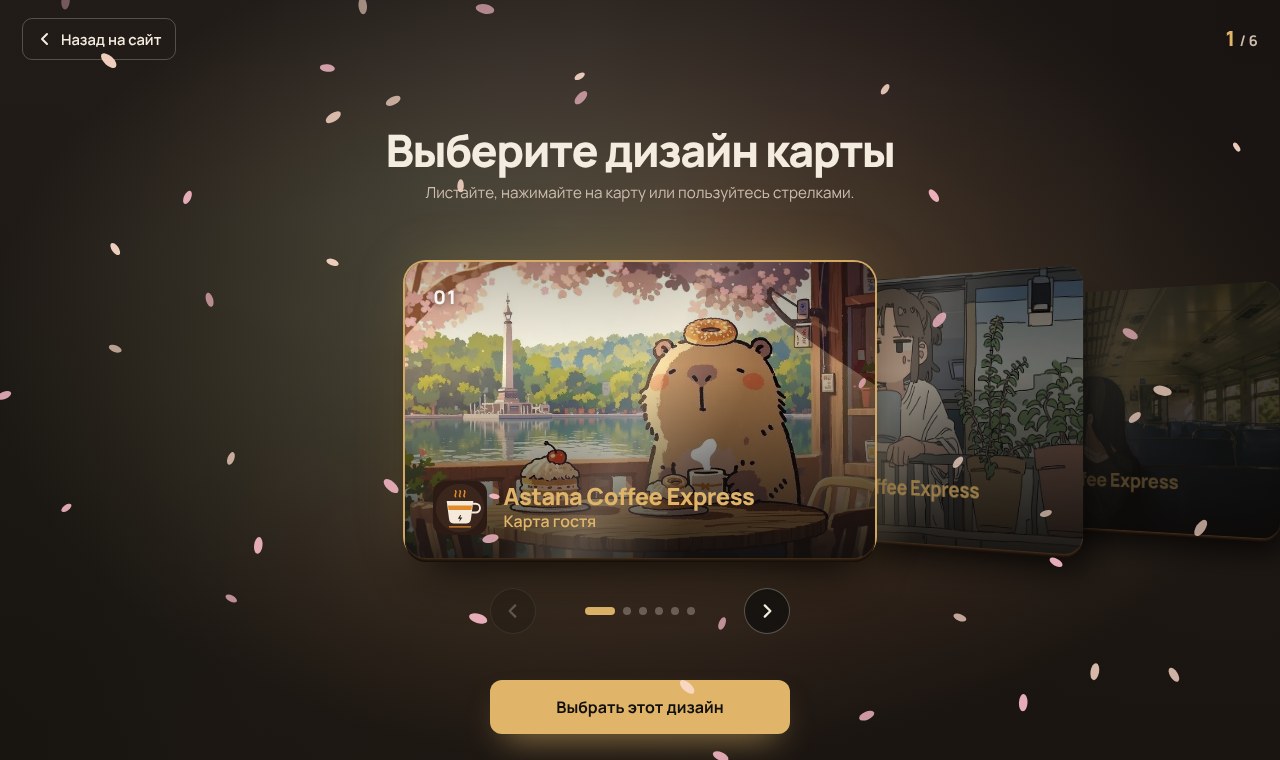 Назад на сайт
1 / 6
Выберите дизайн карты
Листайте, нажимайте на карту или пользуйтесь стрелками.
01
Astana Coffee Express
Карта гостя
ffee Express
ee Express
Выбрать этот дизайн